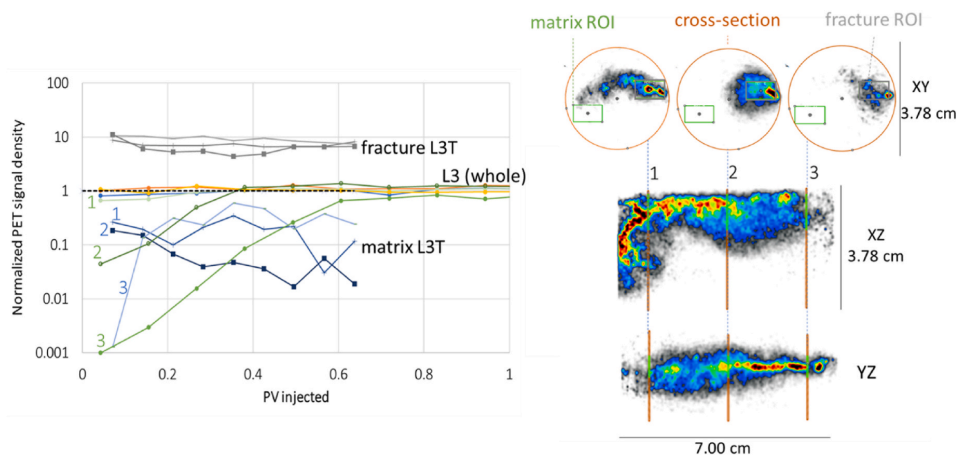 matrix ROI
cross-section
fracture ROI
XY
3.78 cm
1
2
3
XZ
3.78 cm
YZ
7.00 cm
Normalized PET signal density
100
10
1
0.1
0.01
0.001
fracture L3T
L3 (whole)
1
1
2
2
matrix L3T
3
3
0
0.2
0.4
0.6
0.8
1
PV injected